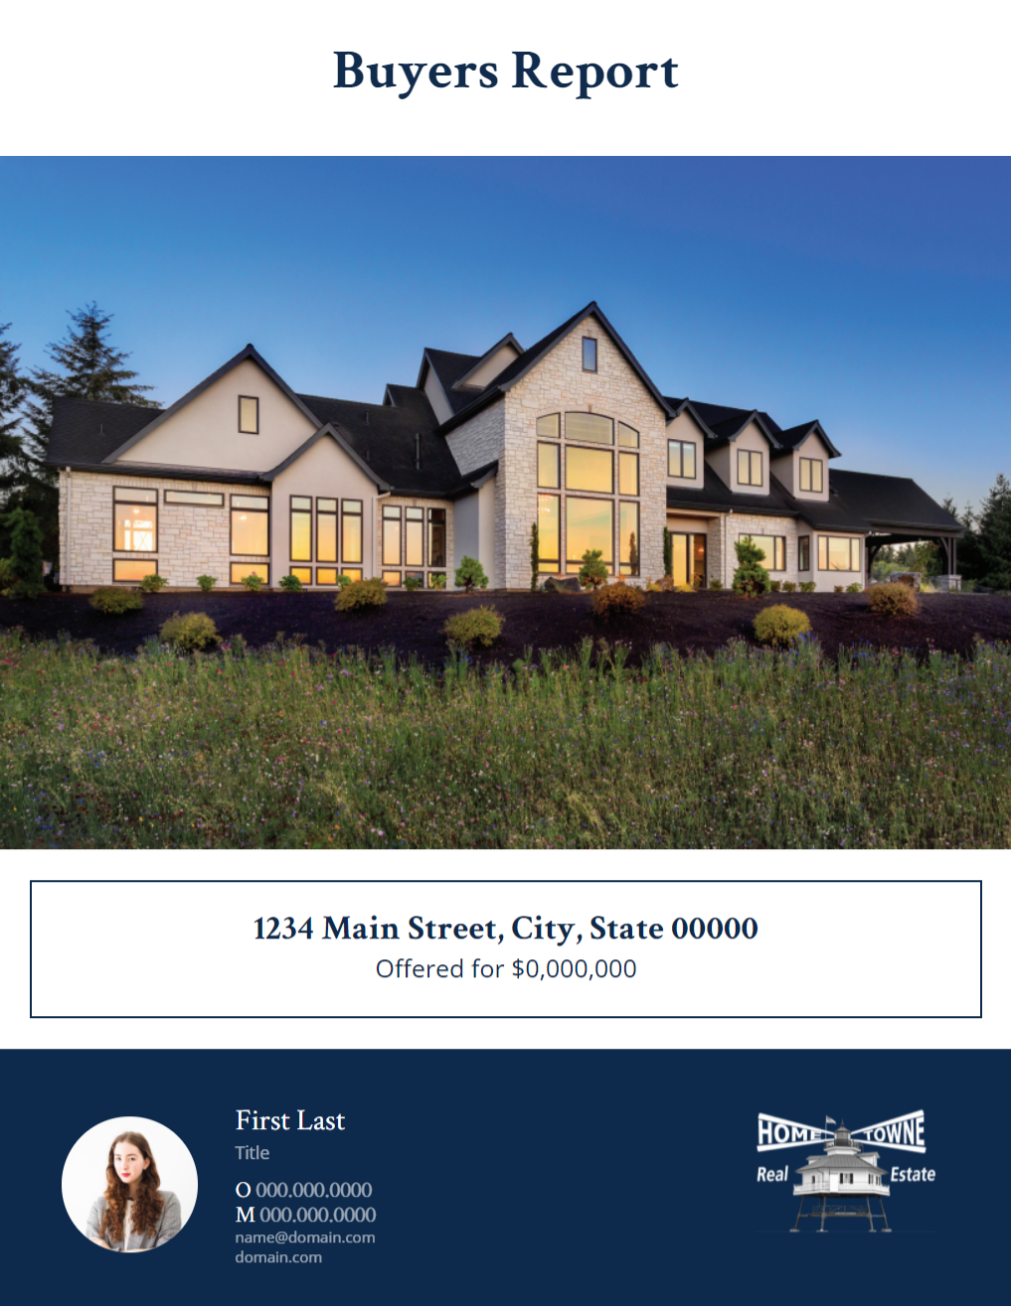 Buyers Report
1234 Main Street, City, State 00000
Offered for $0,000,000
First Last
Title
O 000.000.0000
M 000.000.0000
name@domain.com
domain.com
HOME TOWNE
Real Estate